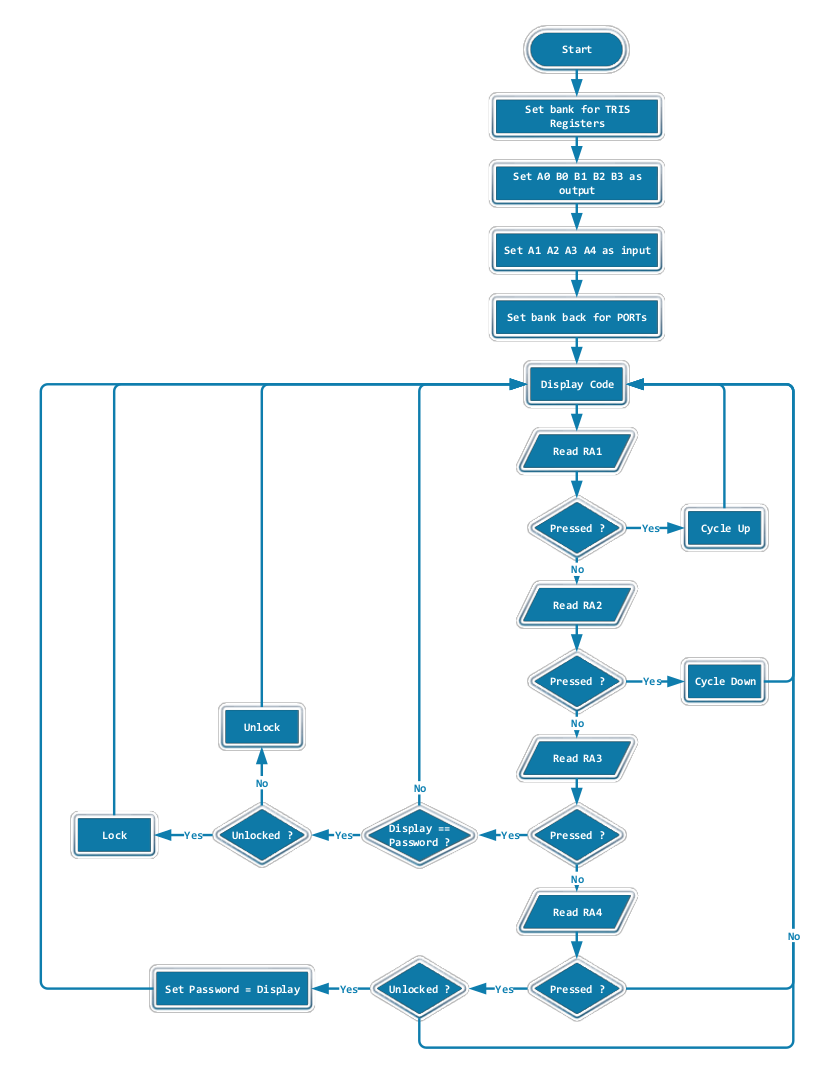 Start
Set bank for TRIS
Registers
Set A0 B0 B1 B2 B3 as
output
Set A1 A2 A3 A4 as input
Set bank back for PORTs
Display Code
Read RA1
Pressed ?
Yes
Cycle Up
No
Read RA2
Pressed ?
Yes
Cycle Down
No
Read RA3
Pressed ?
Yes
Display ==
Password ?
No
Yes
Unlocked ?
No
Unlock
Yes
Lock
No
Read RA4
Pressed ?
No
Yes
Unlocked ?
Yes
Set Password = Display